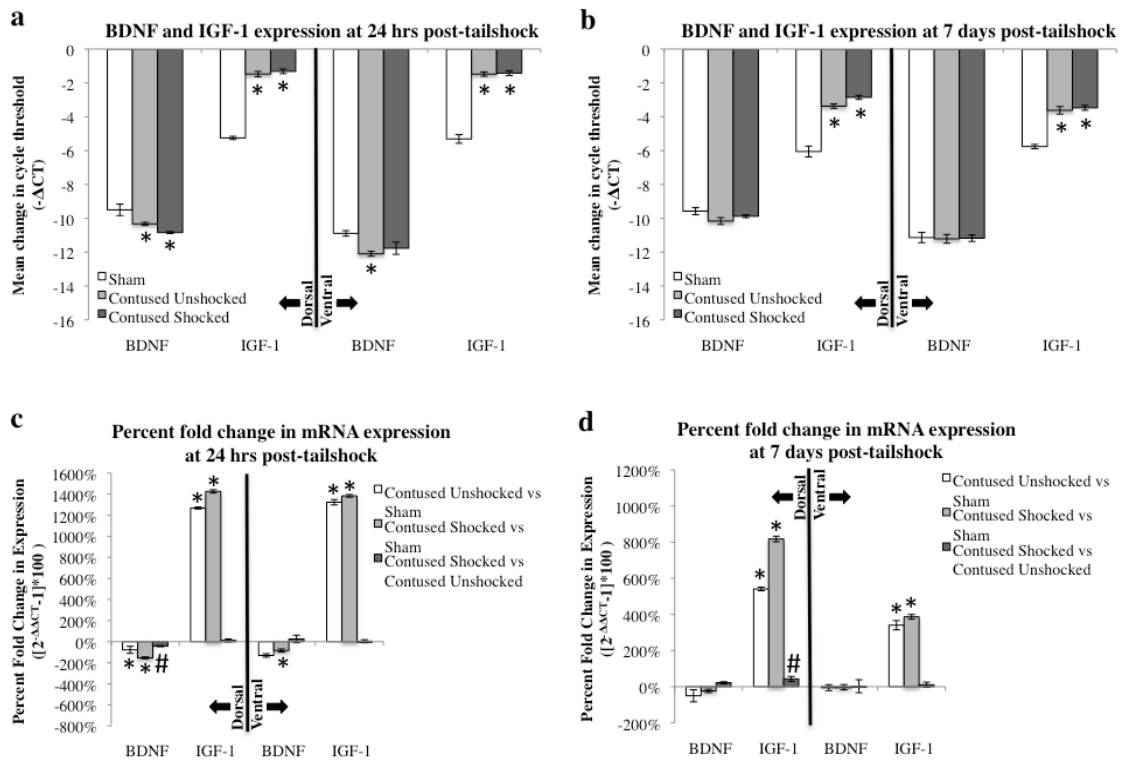 a
BDNF and IGF-1 expression at 24 hrs post-tailshock
0
-2
-4
-6
-8
-10
-12
-14
-16
Mean change in cycle threshold
(-ΔCT)
* * * * * * *
Sham
Contused Unshocked
Contused Shocked
Dorsal
Ventral
BDNF IGF-1 BDNF IGF-1
b
BDNF and IGF-1 expression at 7 days post-tailshock
0
-2
-4
-6
-8
-10
-12
-14
-16
Mean change in cycle threshold
(-ΔCT)
* * * *
Sham
Contused Unshocked
Contused Shocked
Dorsal
Ventral
BDNF IGF-1 BDNF IGF-1
c
Percent fold change in mRNA expression
at 24 hrs post-tailshock
1600%
1400%
1200%
1000%
800%
600%
400%
200%
0%
-200%
-400%
-600%
-800%
Percent Fold Change in Expression
([2-ΔΔCT-1]*100 )
* * # * * * * *
Contused Unshocked vs
Sham
Contused Shocked vs
Sham
Contused Shocked vs
Contused Unshocked
Dorsal
Ventral
BDNF IGF-1 BDNF IGF-1
d
Percent fold change in mRNA expression
at 7 days post-tailshock
1200%
1000%
800%
600%
400%
200%
0%
-200%
Percent Fold Change in Expression
([2-ΔΔCT-1]*100 )
* * # * *
Dorsal
Ventral
Contused Unshocked vs
Sham
Contused Shocked vs
Sham
Contused Shocked vs
Contused Unshocked
BDNF IGF-1 BDNF IGF-1